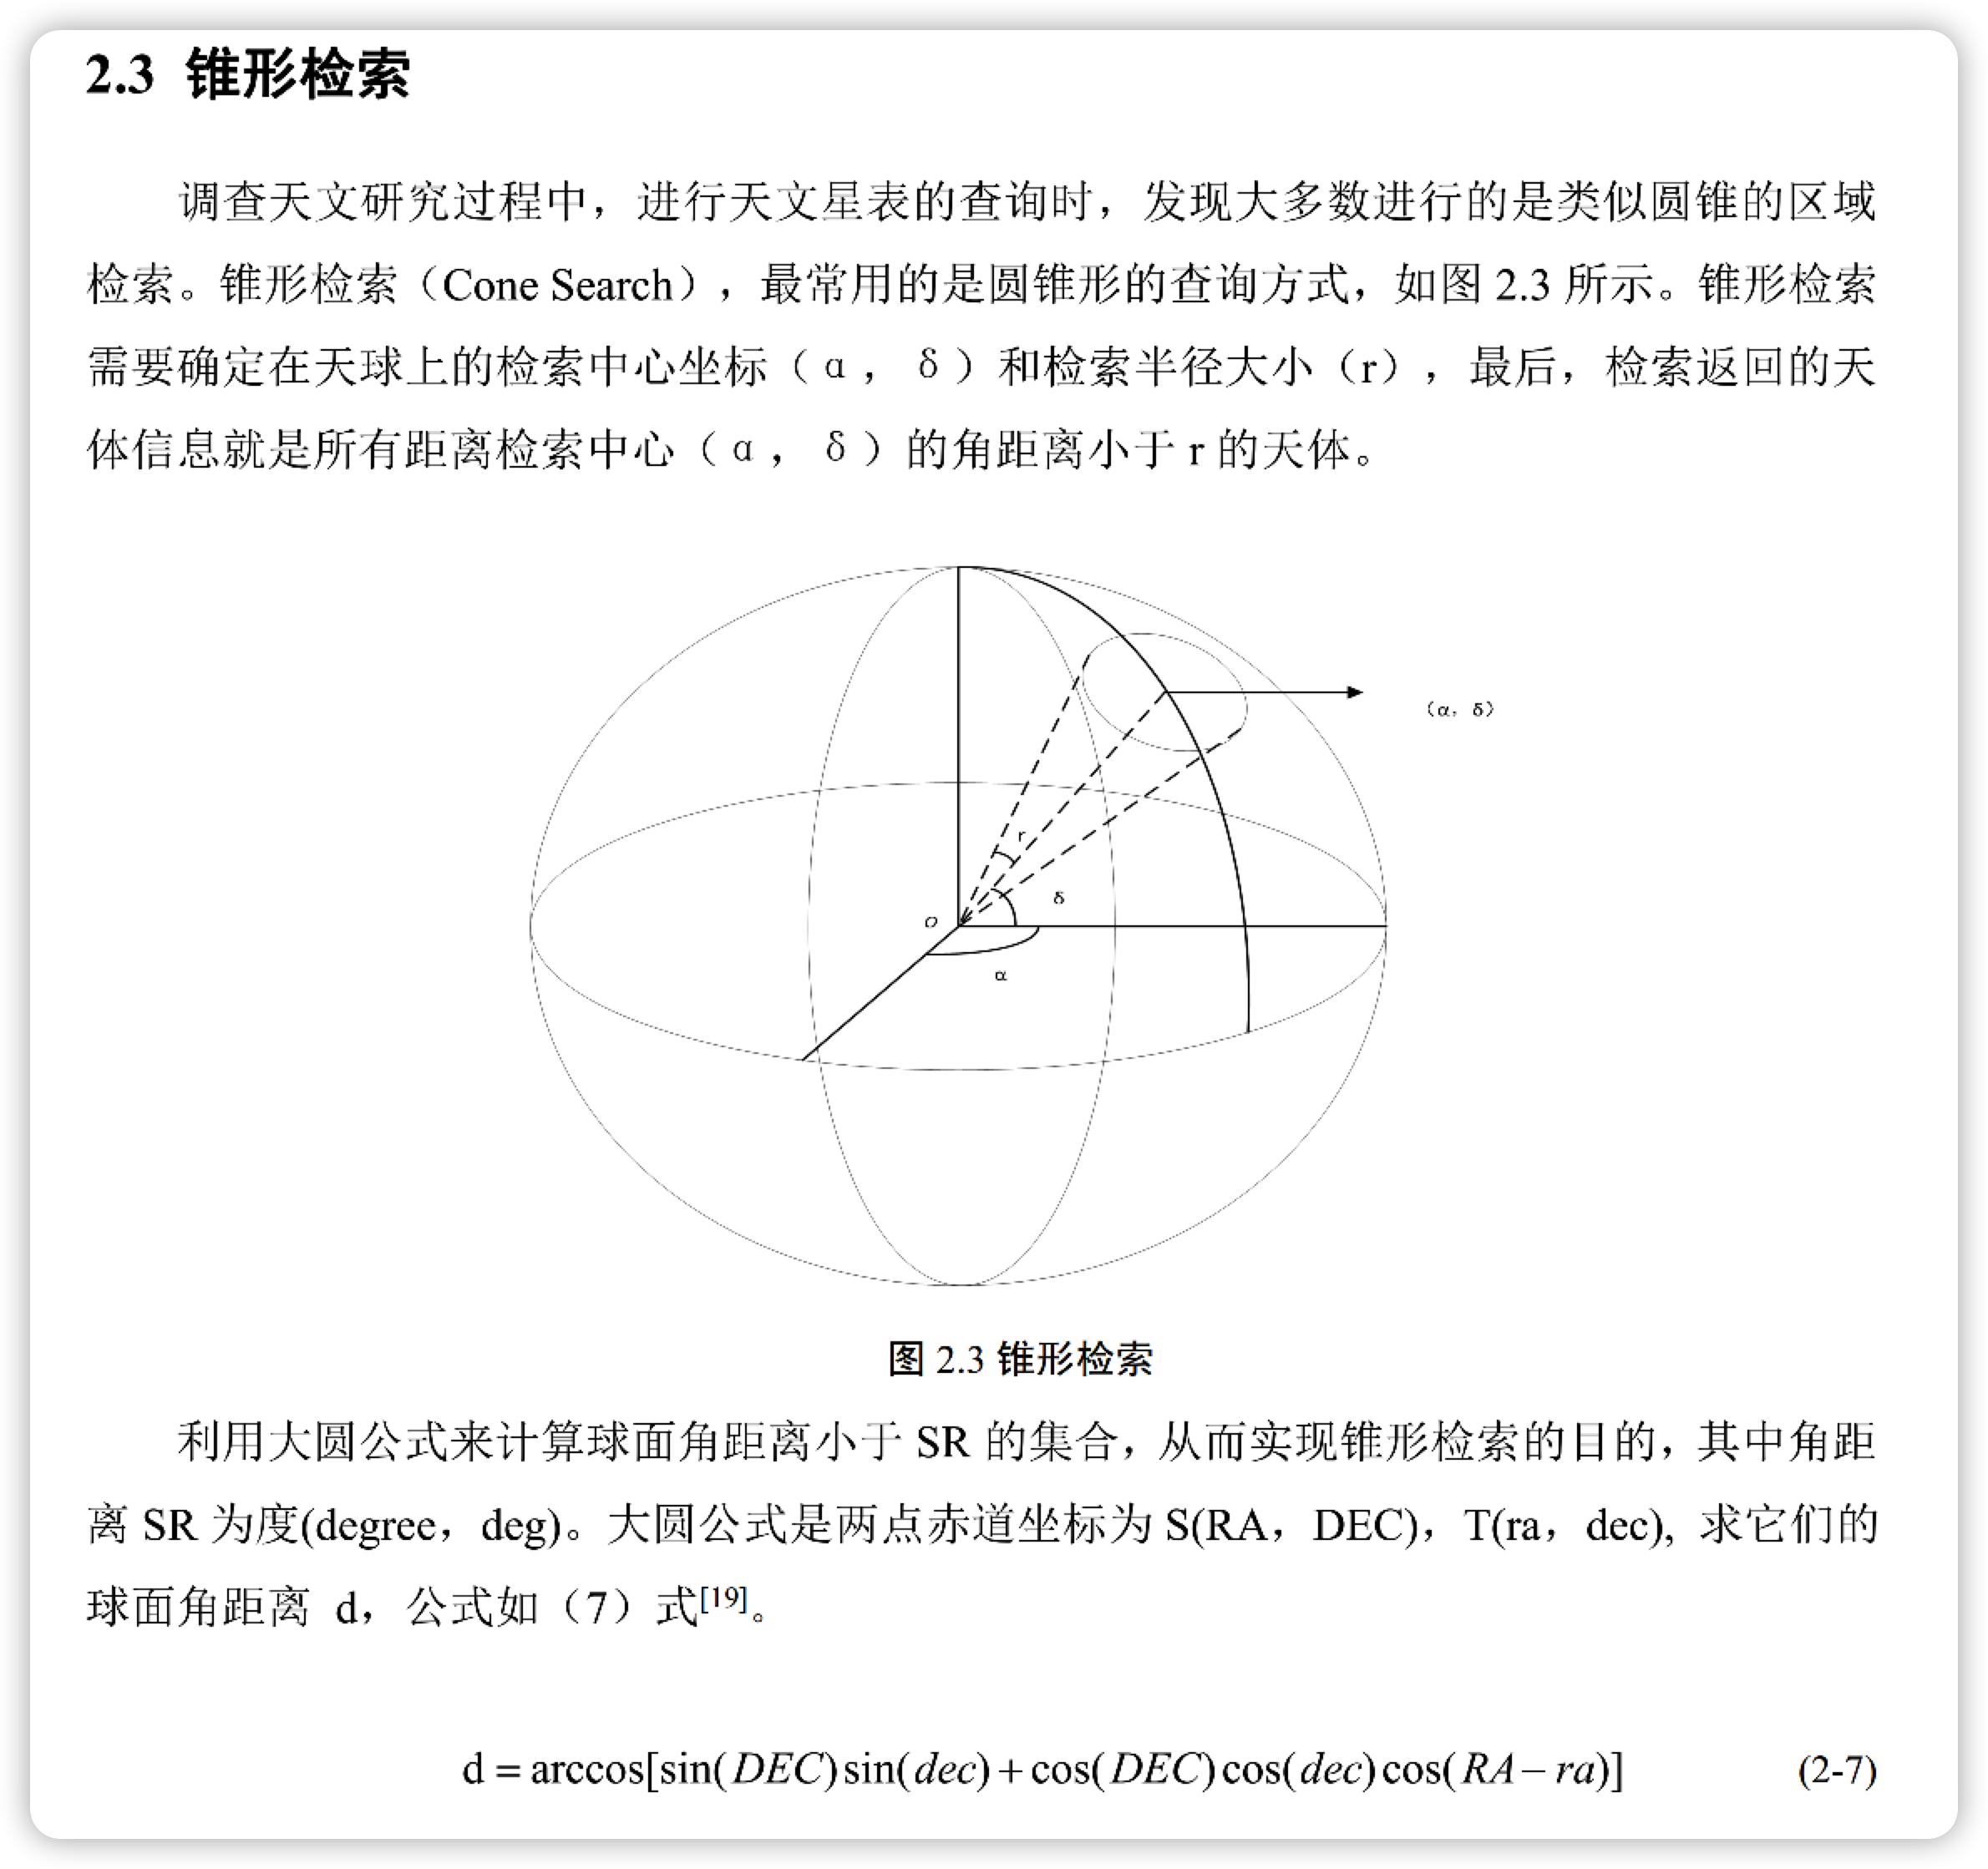 2.3 锥形检索
调查天文研究过程中，进行天文星表的查询时，发现大多数进行的是类似圆锥的区域
检索。锥形检索（Cone Search），最常用的是圆锥形的查询方式，如图 2.3 所示。锥形检索
需要确定在天球上的检索中心坐标（α，δ）和检索半径大小（r），最后，检索返回的天
体信息就是所有距离检索中心（α，δ）的角距离小于 r 的天体。
（α，δ）
r
δ
O
α
图 2.3 锥形检索
利用大圆公式来计算球面角距离小于 SR 的集合，从而实现锥形检索的目的，其中角距
离 SR 为度(degree，deg)。大圆公式是两点赤道坐标为 S(RA，DEC)，T(ra，dec), 求它们的
球面角距离 d，公式如（7）式[19]。
d = arccos[sin(DEC)sin(dec)+cos(DEC)cos(dec)cos(RA−ra)] (2-7)